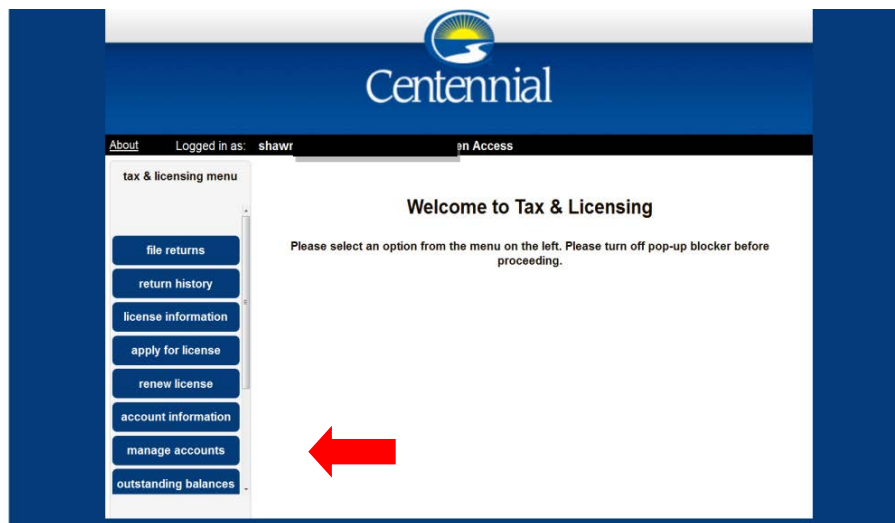 Centennial
About Logged in as: shawr en Access
tax & licensing menu
Welcome to Tax & Licensing
Please select an option from the menu on the left. Please turn off pop-up blocker before
proceeding.
file returns
return history
license information
apply for license
renew license
account information
manage accounts
outstanding balances